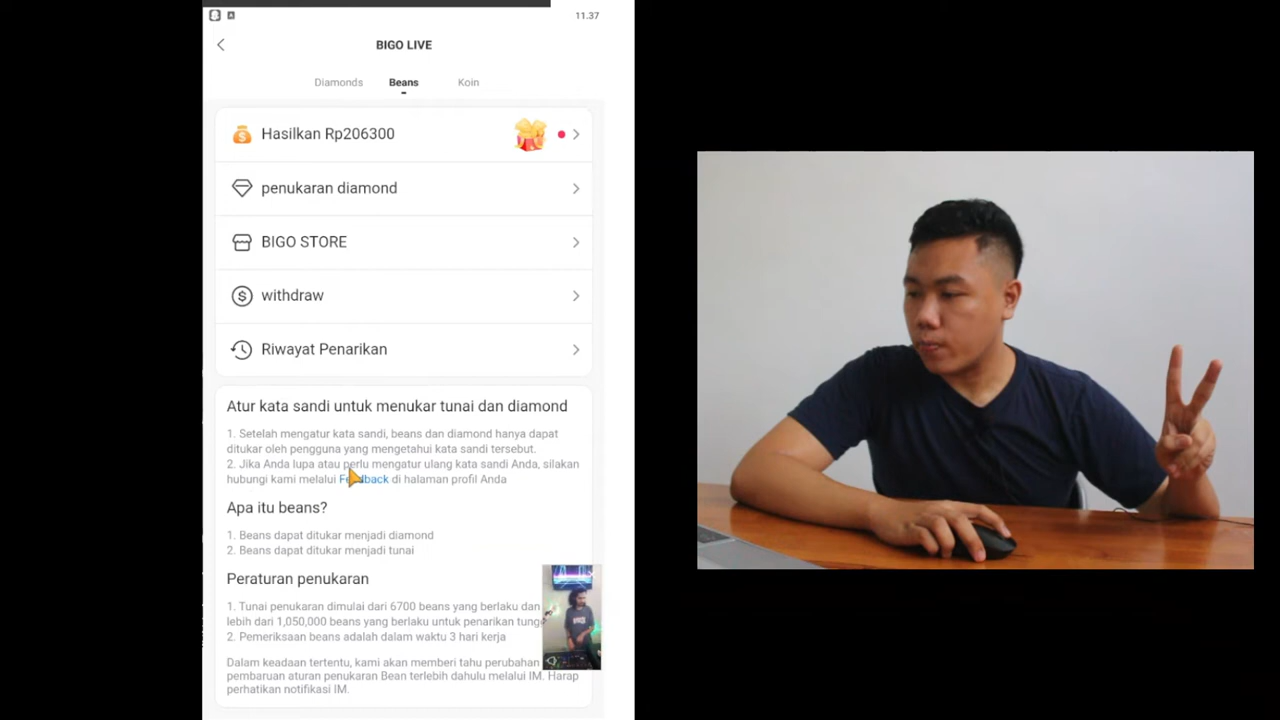 11.37
BIGO LIVE
Diamonds Beans Koin
Hasilkan Rp206300
penukaran diamond
BIGO STORE
withdraw
Riwayat Penarikan
Atur kata sandi untuk menukar tunai dan diamond
1. Setelah mengatur kata sandi, beans dan diamond hanya dapat
ditukar oleh pengguna yang mengetahui kata sandi tersebut.
2. Jika Anda lupa atau perlu mengatur ulang kata sandi Anda, silakan
hubungi kami melalui Feedback di halaman profil Anda
Apa itu beans?
1. Beans dapat ditukar menjadi diamond
2. Beans dapat ditukar menjadi tunai
Peraturan penukaran
1. Tunai penukaran dimulai dari 6700 beans yang berlaku dan
lebih dari 1,050,000 beans yang berlaku untuk penarikan
2. Pemeriksaan beans adalah dalam waktu 3 hari kerja
Dalam keadaan tertentu, kami akan memberi tahu perubahan
pembaruan aturan penukaran Bean terlebih dahulu melalui IM. Harap
perhatikan notifikasi IM.